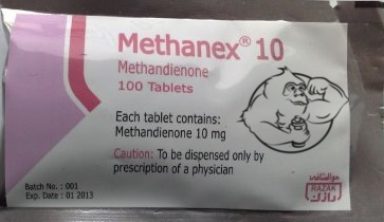 Methanex® 10
Methandienone
100 Tablets
Each tablet contains:
Methandienone 10 mg
Caution: To be dispensed only by
prescription of a physician
Batch No. : 001
Exp. Date : 01 2013
RAZAK
رازک